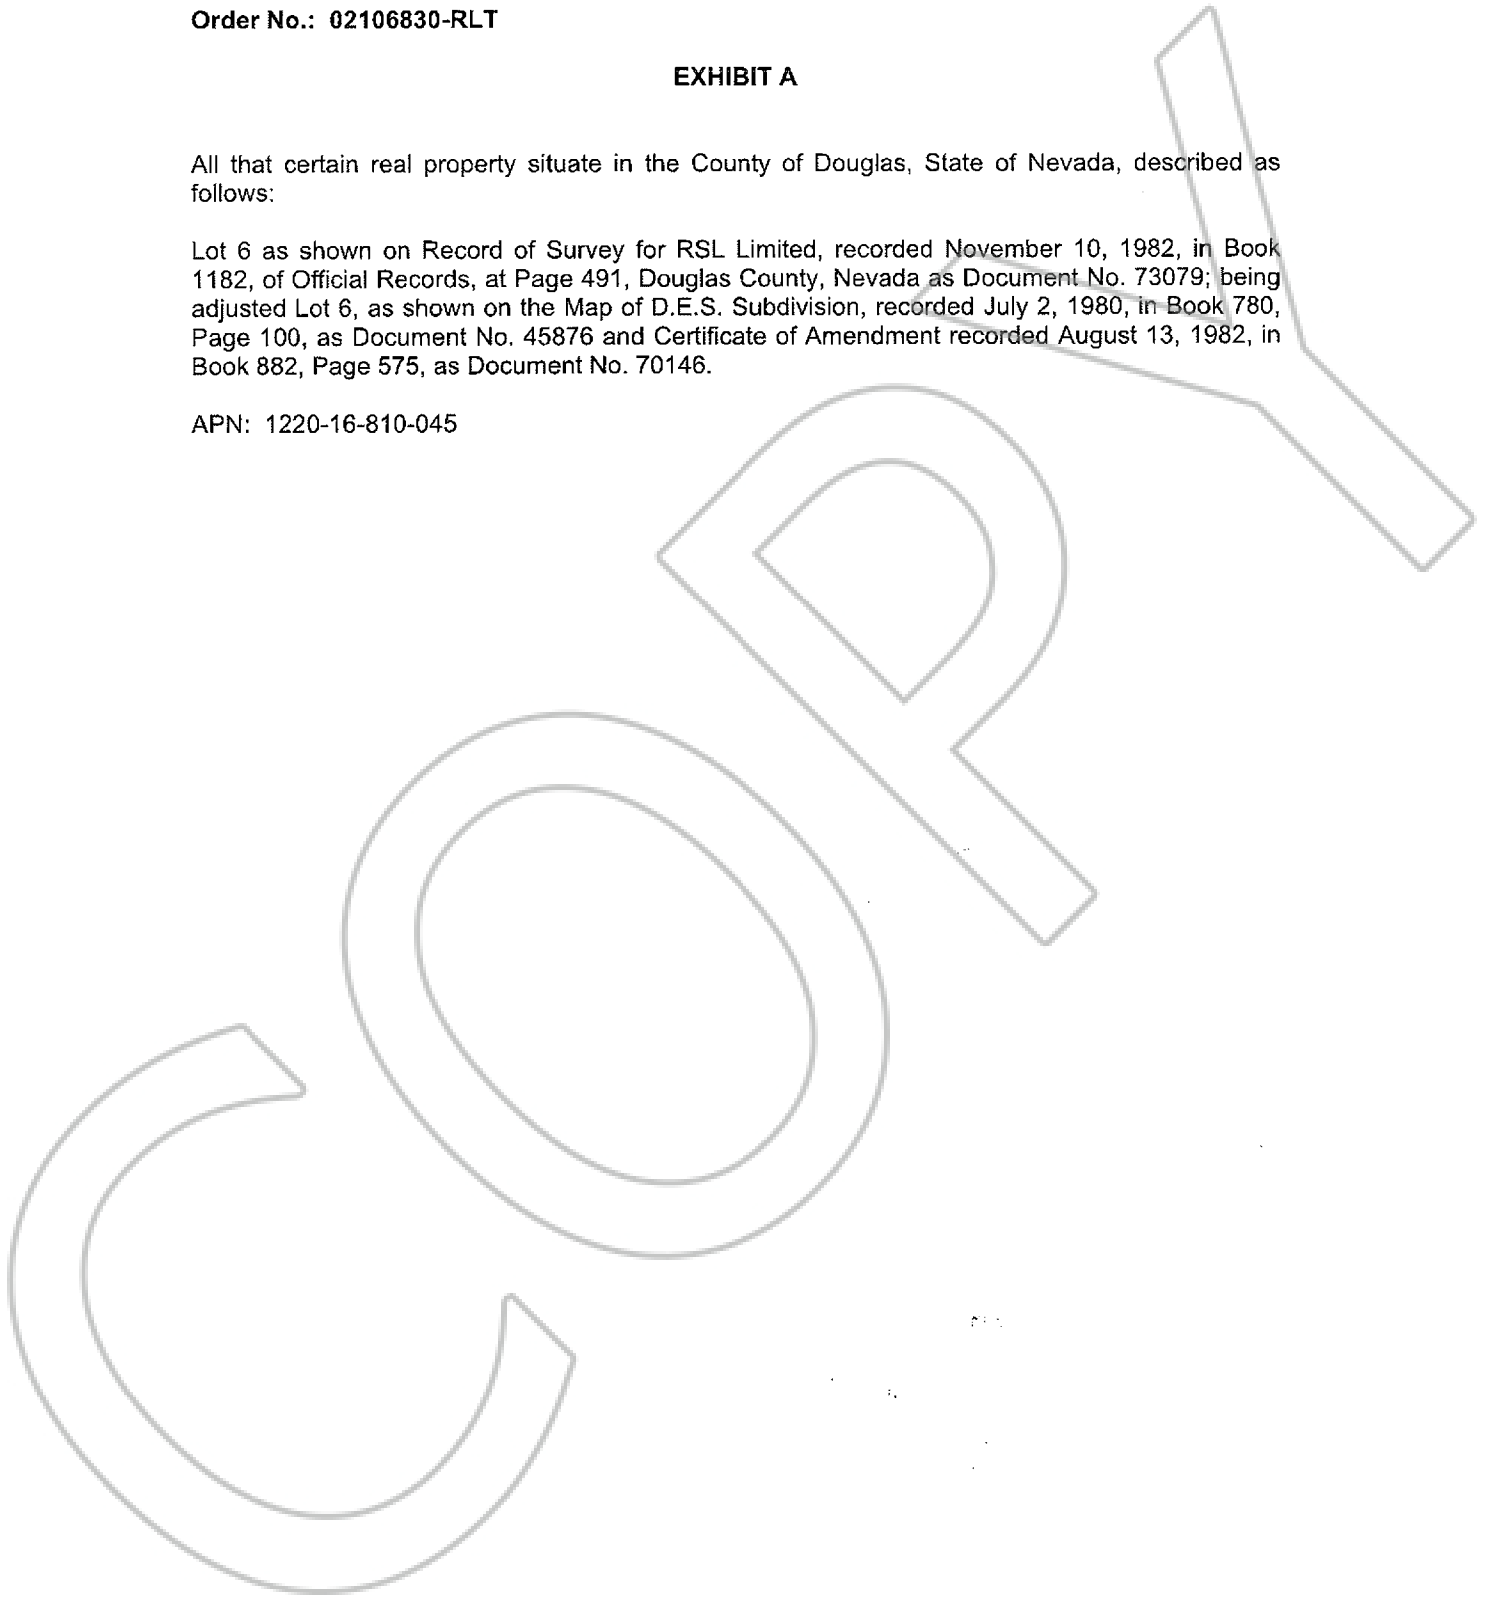 Order No.: 02106830-RLT
EXHIBIT A
All that certain real property situate in the County of Douglas, State of Nevada, described as
follows:
Lot 6 as shown on Record of Survey for RSL Limited, recorded November 10, 1982, in Book
1182, of Official Records, at Page 491, Douglas County, Nevada as Document No. 73079; being
adjusted Lot 6, as shown on the Map of D.E.S. Subdivision, recorded July 2, 1980, in Book 780,
Page 100, as Document No. 45876 and Certificate of Amendment recorded August 13, 1982, in
Book 882, Page 575, as Document No. 70146.
APN: 1220-16-810-045
COPY